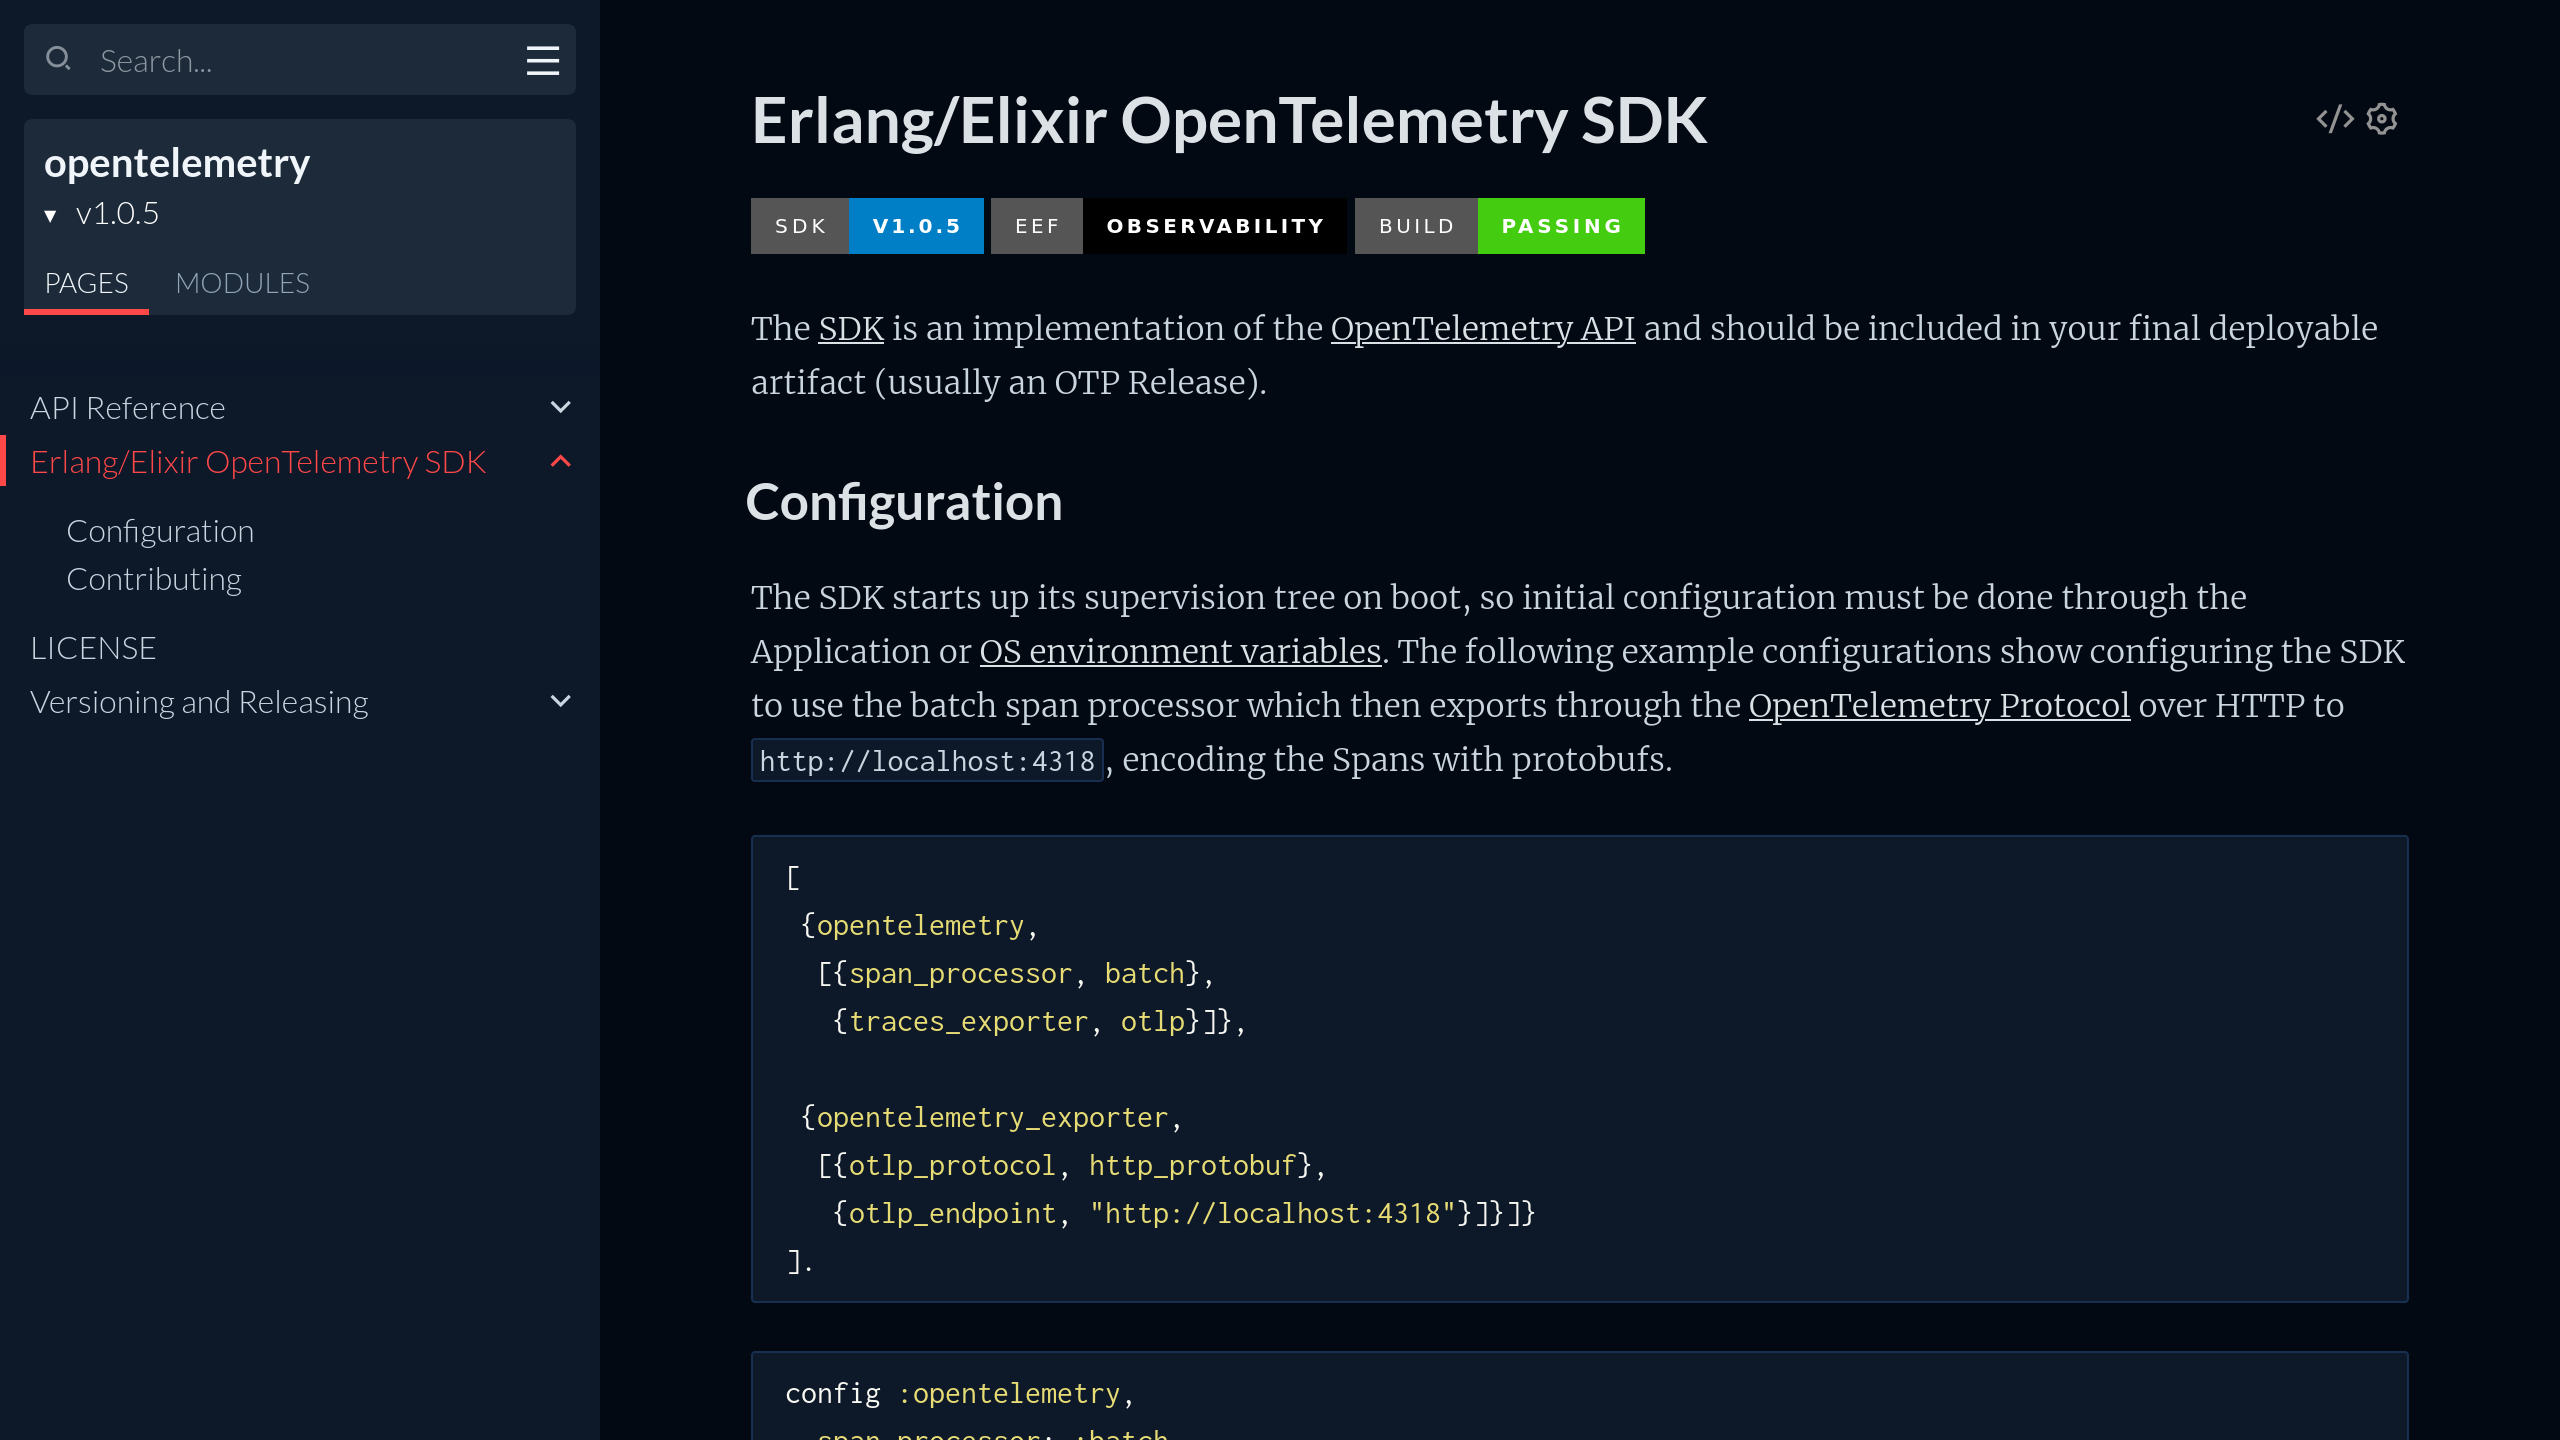 Search...
opentelemetry
▾ v1.0.5
PAGES MODULES
API Reference
Erlang/Elixir OpenTelemetry SDK
Configuration
Contributing
LICENSE
Versioning and Releasing
Erlang/Elixir OpenTelemetry SDK
SDK V1.0.5 EEF OBSERVABILITY BUILD PASSING
The SDK is an implementation of the OpenTelemetry API and should be included in your final deployable
artifact (usually an OTP Release).
Configuration
The SDK starts up its supervision tree on boot, so initial configuration must be done through the
Application or OS environment variables. The following example configurations show configuring the SDK
to use the batch span processor which then exports through the OpenTelemetry Protocol over HTTP to
http://localhost:4318, encoding the Spans with protobufs.
[
 {opentelemetry,
  [{span_processor, batch},
   {traces_exporter, otlp}]},
 {opentelemetry_exporter,
  [{otlp_protocol, http_protobuf},
   {otlp_endpoint, "http://localhost:4318"}]}]}
].
config :opentelemetry,
  span_processor: :batch